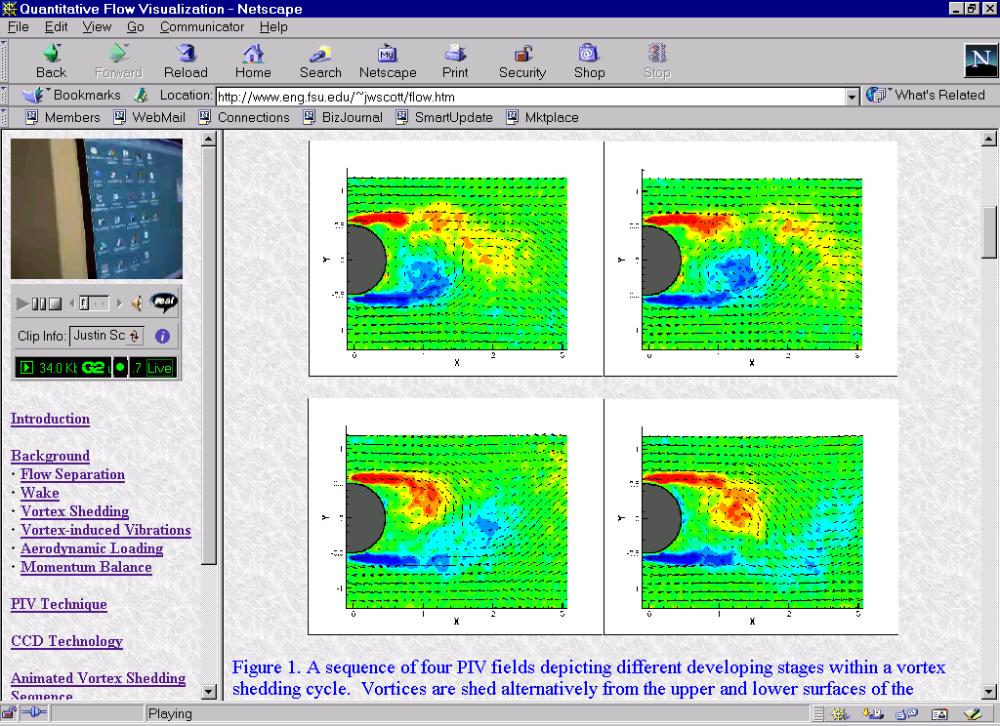 Quantitative Flow Visualization - Netscape
File Edit View Go Communicator Help
Back Forward Reload Home Search Netscape Print Security Shop Stop
My
N
Bookmarks Location: http://www.eng.fsu.edu/~jwscott/flow.htm What's Related
Members WebMail Connections BizJournal SmartUpdate Mktplace
real
Clip Info: Justin Sc
34.0 Kt G2 .7 Live
Introduction
Background
· Flow Separation
· Wake
· Vortex Shedding
· Vortex-induced Vibrations
· Aerodynamic Loading
· Momentum Balance
PIV Technique
CCD Technology
Animated Vortex Shedding
Sequence
Y
0 1 2
X
Y
0 1 2
X
Y
0 1 2
X
Y
0 1 2
X
Figure 1. A sequence of four PIV fields depicting different developing stages within a vortex
shedding cycle. Vortices are shed alternatively from the upper and lower surfaces of the
Playing